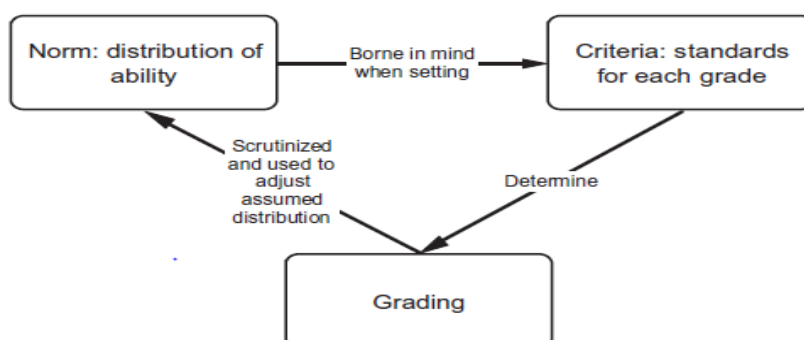 Norm: distribution of
ability
Borne in mind
when setting
Criteria: standards
for each grade
Scrutinized
and used to
adjust
assumed
distribution
Determine
Grading